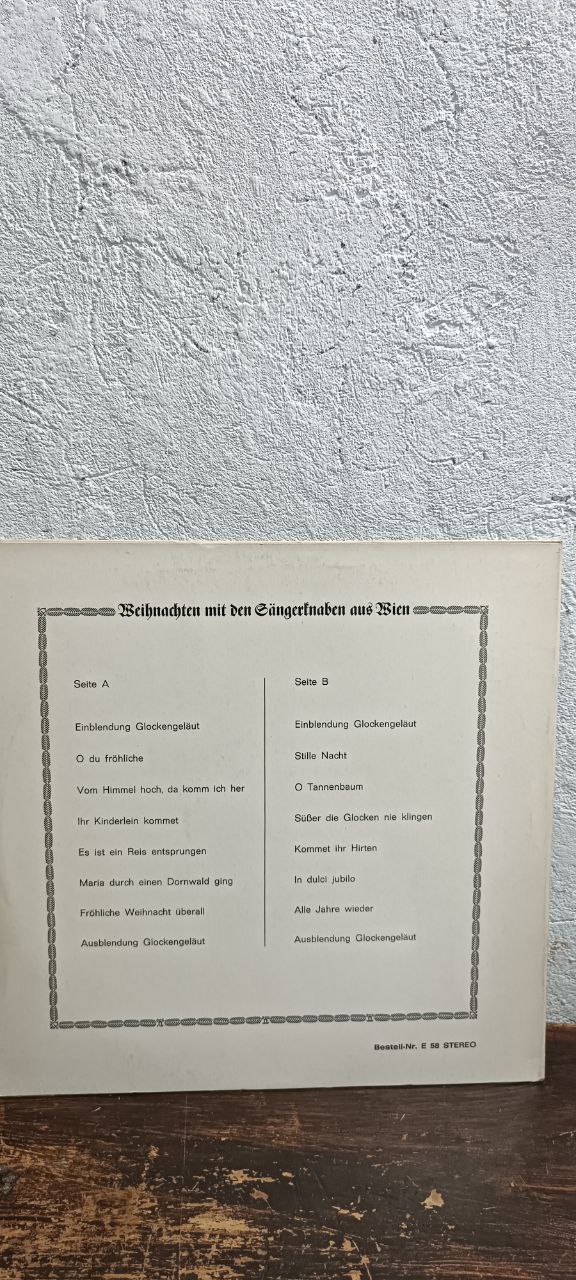 Weihnachten mit den Sängerknaben aus Wien
Seite A
Einblendung Glockengeläut
O du fröhliche
Vom Himmel hoch, da komm ich her
Ihr Kinderlein kommet
Es ist ein Reis entsprungen
Maria durch einen Dornwald ging
Fröhliche Weihnacht überall
Ausblendung Glockengeläut
Seite B
Einblendung Glockengeläut
Stille Nacht
O Tannenbaum
Süßer die Glocken nie klingen
Kommet ihr Hirten
In dulci jubilo
Alle Jahre wieder
Ausblendung Glockengeläut
Bestell-Nr. E 58 STEREO